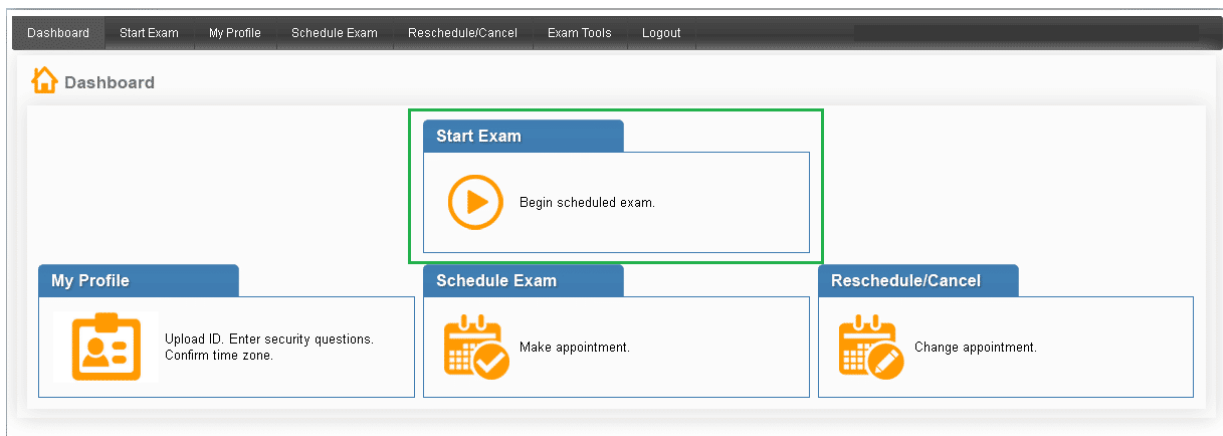 Dashboard Start Exam My Profile Schedule Exam Reschedule/Cancel Exam Tools Logout
Dashboard
Start Exam
Begin scheduled exam.
My Profile
Upload ID. Enter security questions.
Confirm time zone.
Schedule Exam
Make appointment.
Reschedule/Cancel
Change appointment.